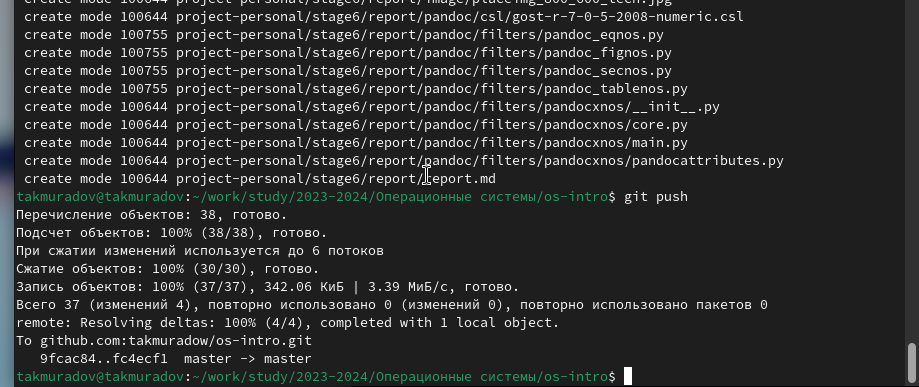 create mode 100644 project-personal/stage6/report/image/placeimg_800_600_tech.jpg
create mode 100644 project-personal/stage6/report/pandoc/csl/gost-r-7-0-5-2008-numeric.csl
create mode 100755 project-personal/stage6/report/pandoc/filters/pandoc_eqnos.py
create mode 100755 project-personal/stage6/report/pandoc/filters/pandoc_fignos.py
create mode 100755 project-personal/stage6/report/pandoc/filters/pandoc_secnos.py
create mode 100755 project-personal/stage6/report/pandoc/filters/pandoc_tablenos.py
create mode 100644 project-personal/stage6/report/pandoc/filters/pandocxnos/__init__.py
create mode 100644 project-personal/stage6/report/pandoc/filters/pandocxnos/core.py
create mode 100644 project-personal/stage6/report/pandoc/filters/pandocxnos/main.py
create mode 100644 project-personal/stage6/report/pandoc/filters/pandocxnos/pandocattributes.py
create mode 100644 project-personal/stage6/report/report.md
takmuradov@takmuradov:~/work/study/2023-2024/Операционные системы/os-intro$ git push
Перечисление объектов: 38, готово.
Подсчет объектов: 100% (38/38), готово.
При сжатии изменений используется до 6 потоков
Сжатие объектов: 100% (30/30), готово.
Запись объектов: 100% (37/37), 342.06 КиБ | 3.39 МиБ/с, готово.
Всего 37 (изменений 4), повторно использовано 0 (изменений 0), повторно использовано пакетов 0
remote: Resolving deltas: 100% (4/4), completed with 1 local object.
To github.com:takmuradow/os-intro.git
9fcac84..fc4ecf1 master -> master
takmuradov@takmuradov:~/work/study/2023-2024/Операционные системы/os-intro$